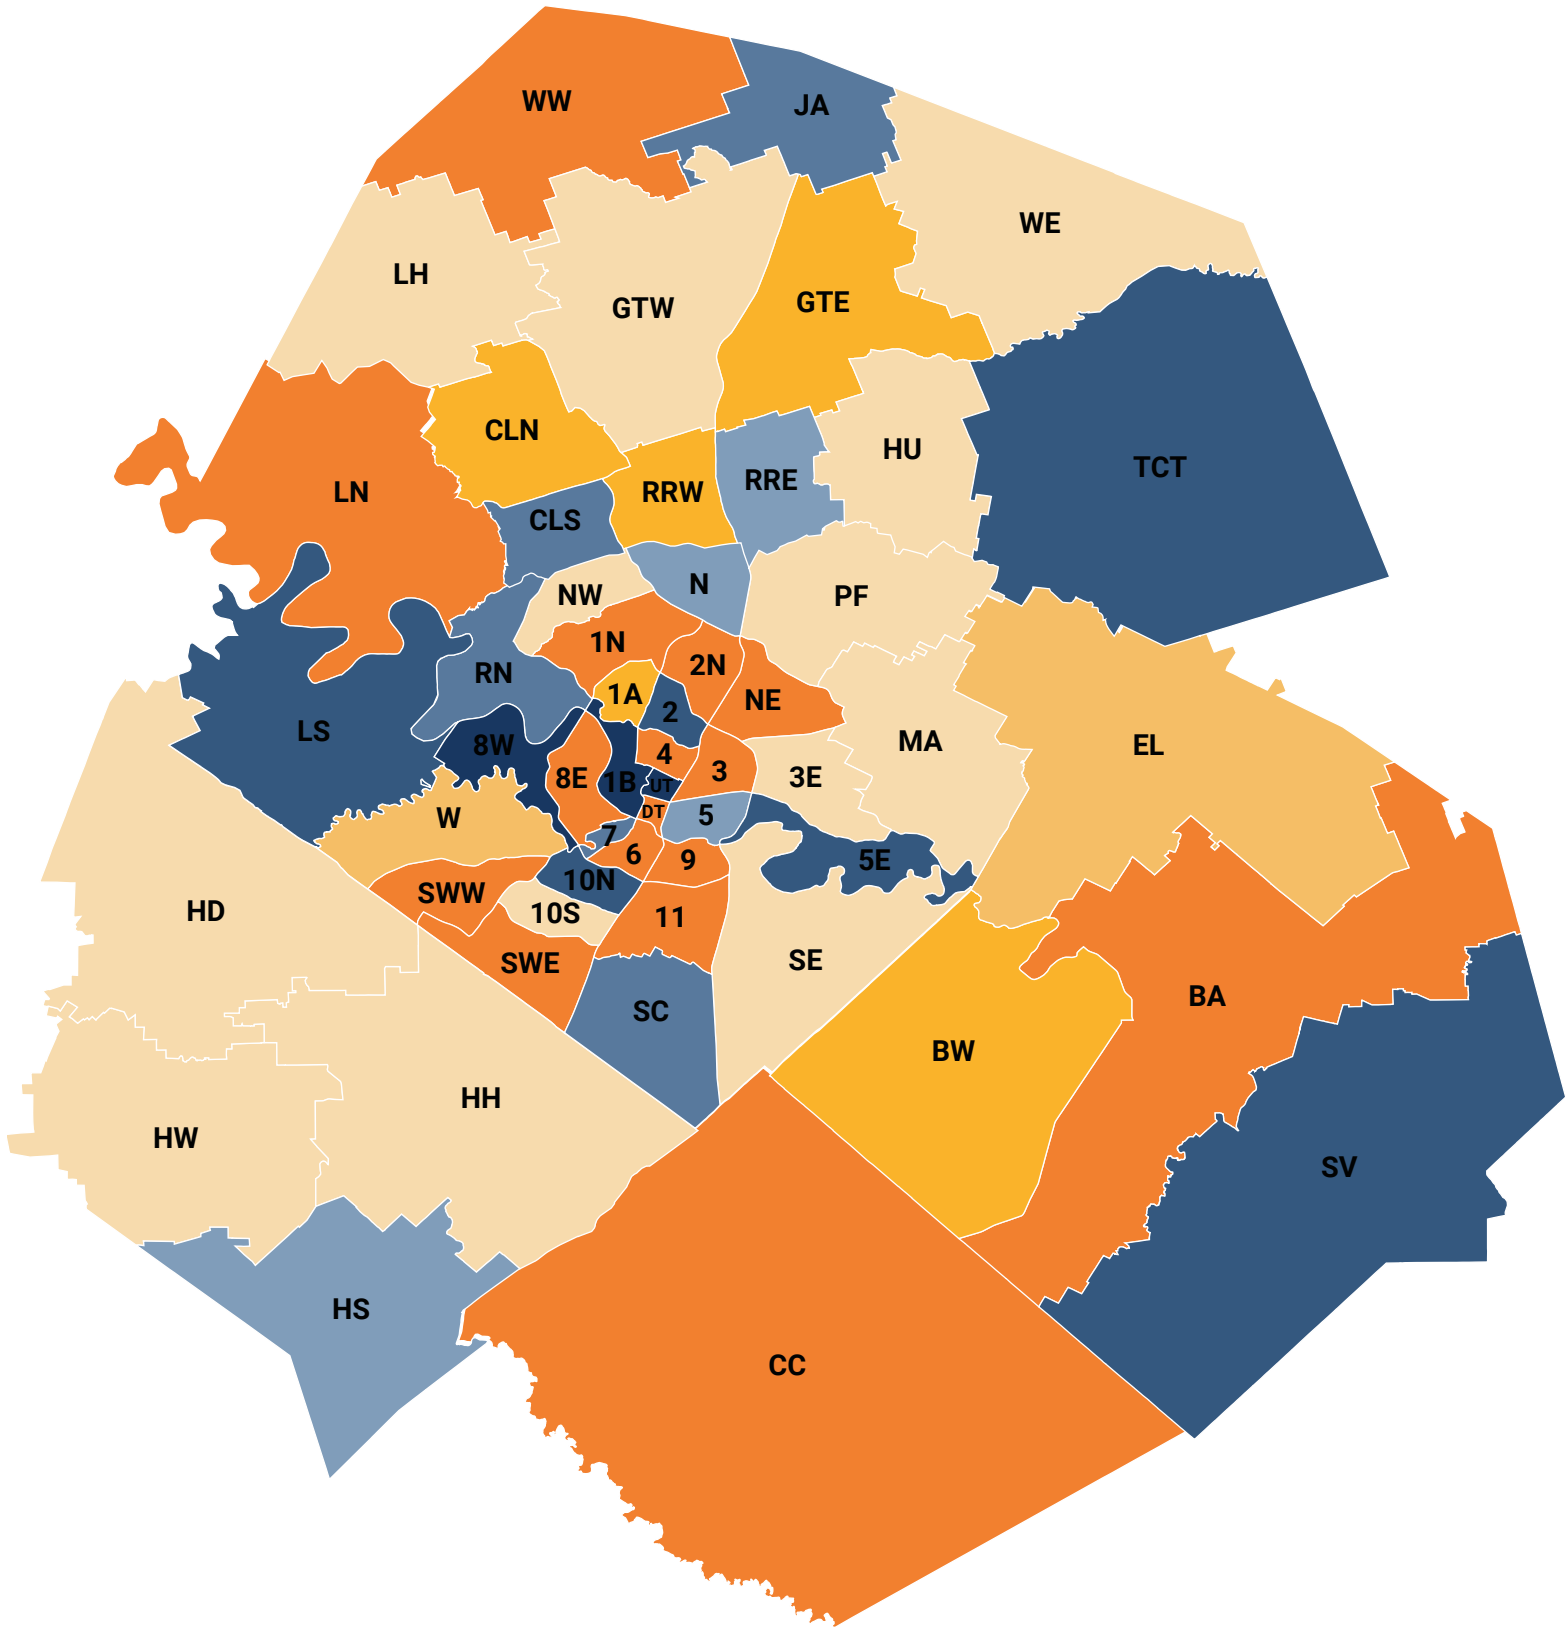 WW
JA
WE
LH
GTW
GTE
CLN
HU
TCT
LN
RRW
RRE
CLS
N
NW
PF
1N
2N
RN
1A
NE
2
LS
8W
MA
EL
4
3
8E
1B
UT
3E
DT
5
W
7
6
9
5E
10N
SWW
10S
11
HD
SWE
SE
BA
SC
BW
HH
HW
SV
HS
CC